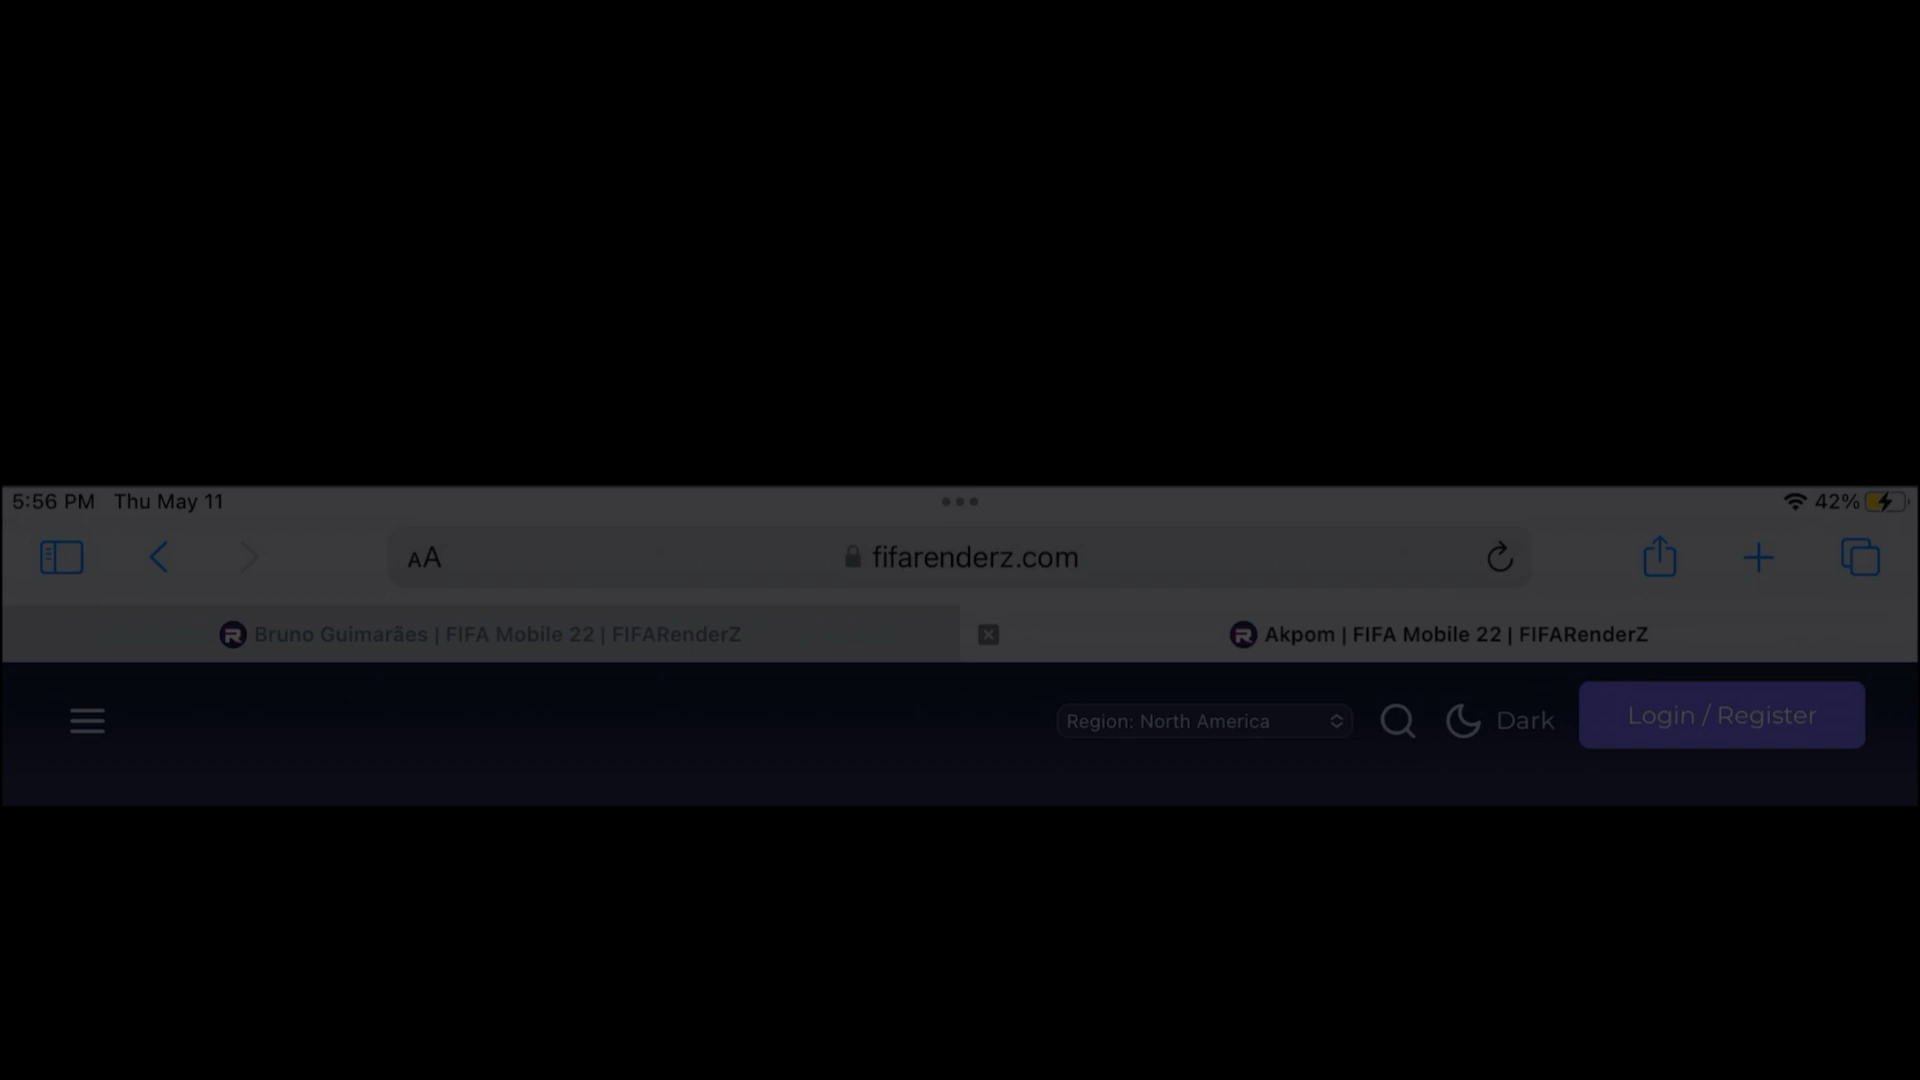 5:56 PM Thu May 11
42%
AA
fifarenderz.com
Bruno Guimarães | FIFA Mobile 22 | FIFARenderZ
Akpom | FIFA Mobile 22 | FIFARenderZ
Region: North America
Dark
Login / Register